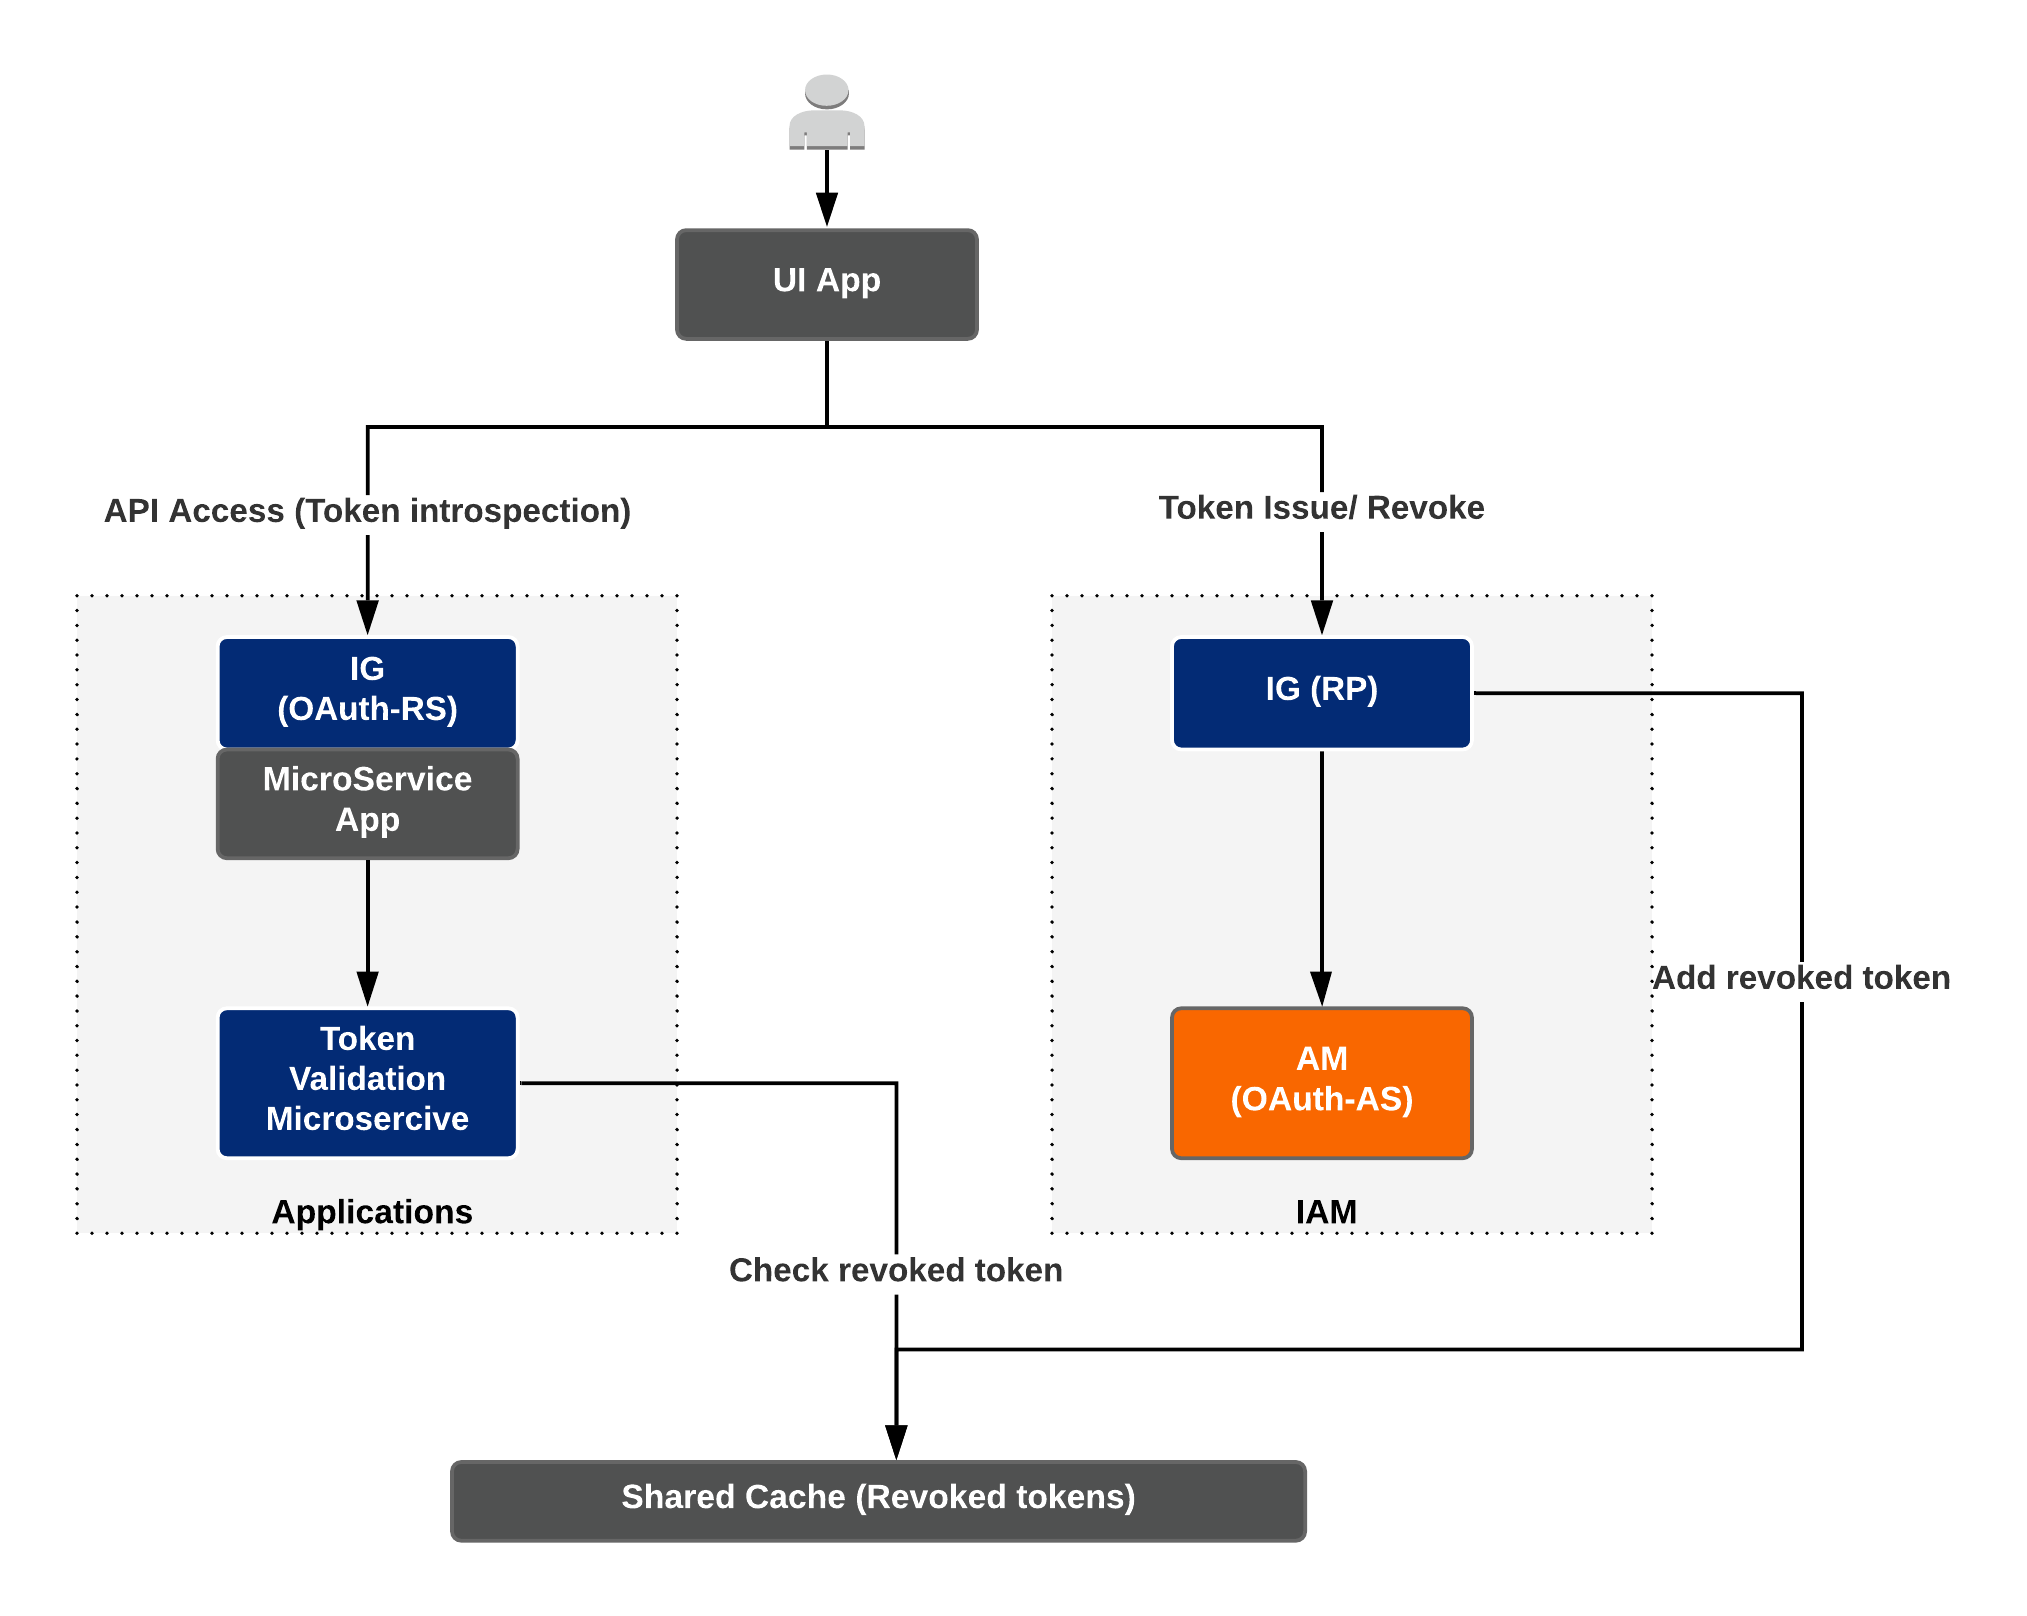 UI App
API Access (Token introspection)
Token Issue/ Revoke
IG
(OAuth-RS)
MicroService
App
IG (RP)
Add revoked token
Token
Validation
Microsercive
AM
(OAuth-AS)
Applications
IAM
Check revoked token
Shared Cache (Revoked tokens)